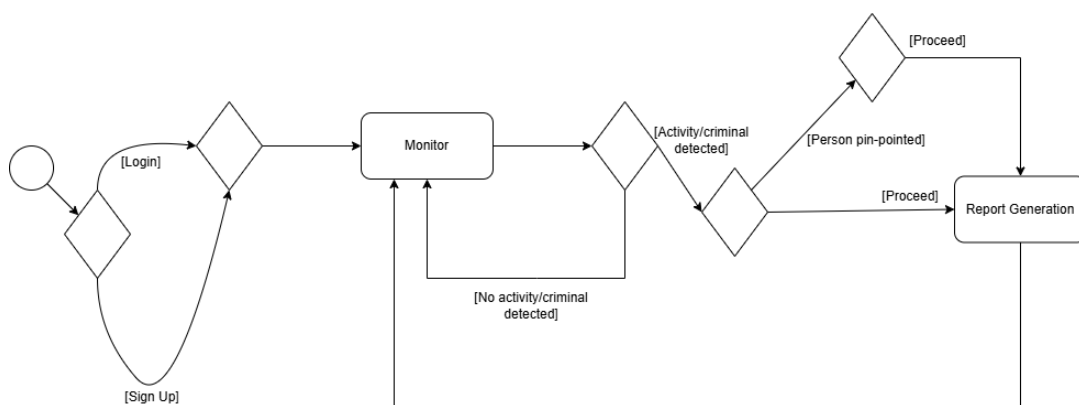 [Proceed]
[Activity/criminal
detected]
[Person pin-pointed]
Monitor
[Login]
[Proceed]
Report Generation
[No activity/criminal
detected]
[Sign Up]